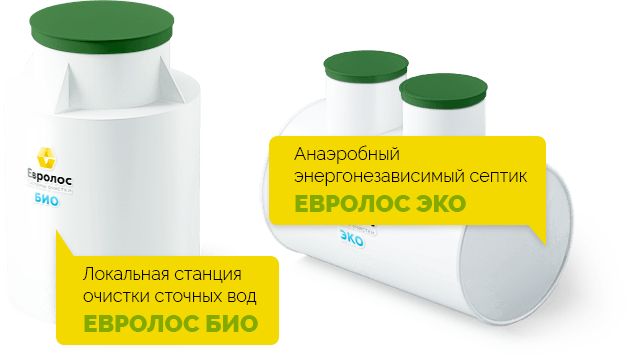 Евролос
БИО
Локальная станция
очистки сточных вод
ЕВРОЛОС БИО
Анаэробный
энергонезависимый септик
ЕВРОЛОС ЭКО
ЭКО